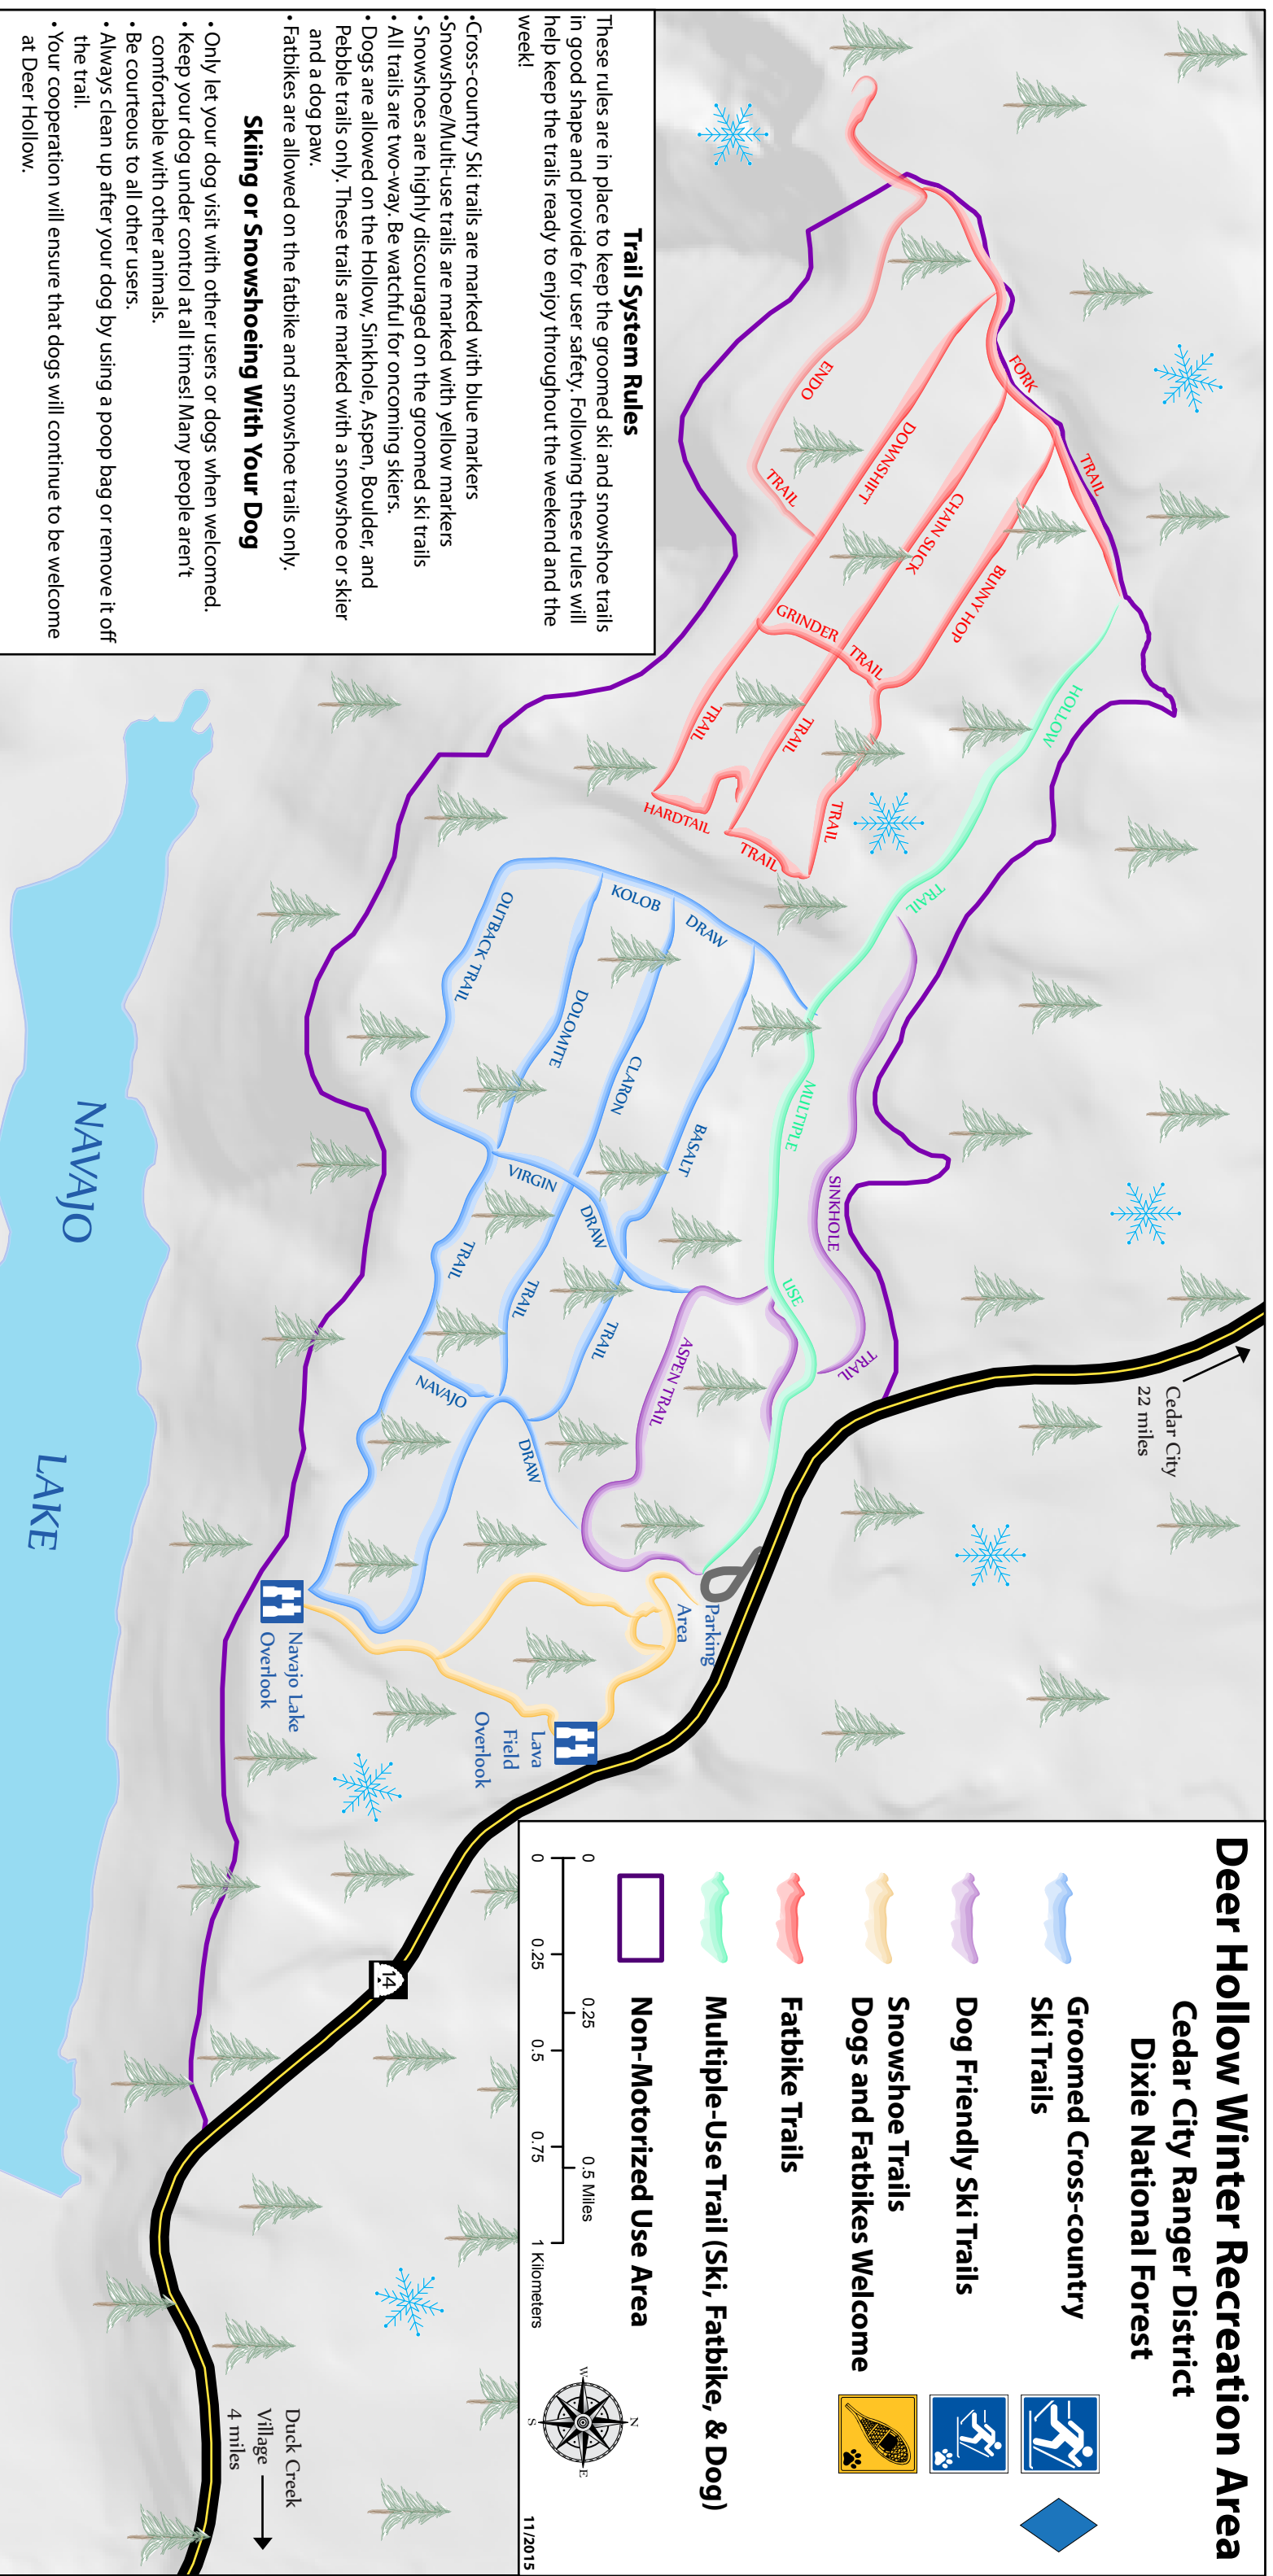 Deer Hollow Winter Recreation Area
Cedar City Ranger District
Dixie National Forest
Groomed Cross-country
Ski Trails
Dog Friendly Ski Trails
Snowshoe Trails
Dogs and Fatbikes Welcome
Fatbike Trails
Multiple-Use Trail (Ski, Fatbike, & Dog)
Non-Motorized Use Area
0 0.25 0.5 Miles
0 0.25 0.5 0.75 1 Kilometers
N
W
E
S
11/2015
Cedar City
22 miles
FORK
TRAIL
ENDO
TRAIL
DOWNSHIFT
TRAIL
CHAIN SUCK
TRAIL
BUNNY HOP
TRAIL
GRINDER
TRAIL
HARDTAIL
TRAIL
HOLLOW
TRAIL
MULTIPLE
USE
SINKHOLE
TRAIL
KOLOB
DRAW
OUTBACK TRAIL
DOLOMITE
CLARON
BASALT
VIRGIN
DRAW
TRAIL
TRAIL
TRAIL
ASPEN TRAIL
NAVAJO
DRAW
Parking
Area
Lava
Field
Overlook
Navajo Lake
Overlook
14
Duck Creek
Village
4 miles
NAVAJO
LAKE
Trail System Rules
These rules are in place to keep the groomed ski and snowshoe trails
in good shape and provide for user safety. Following these rules will
help keep the trails ready to enjoy throughout the weekend and the
week!
•Cross-country Ski trails are marked with blue markers
•Snowshoe/Multi-use trails are marked with yellow markers
• Snowshoes are highly discouraged on the groomed ski trails
• All trails are two-way. Be watchful for oncoming skiers.
• Dogs are allowed on the Hollow, Sinkhole, Aspen, Boulder, and
Pebble trails only. These trails are marked with a snowshoe or skier
and a dog paw.
• Fatbikes are allowed on the fatbike and snowshoe trails only.
Skiing or Snowshoeing With Your Dog
• Only let your dog visit with other users or dogs when welcomed.
• Keep your dog under control at all times! Many people aren't
comfortable with other animals.
• Be courteous to all other users.
• Always clean up after your dog by using a poop bag or remove it off
the trail.
• Your cooperation will ensure that dogs will continue to be welcome
at Deer Hollow.